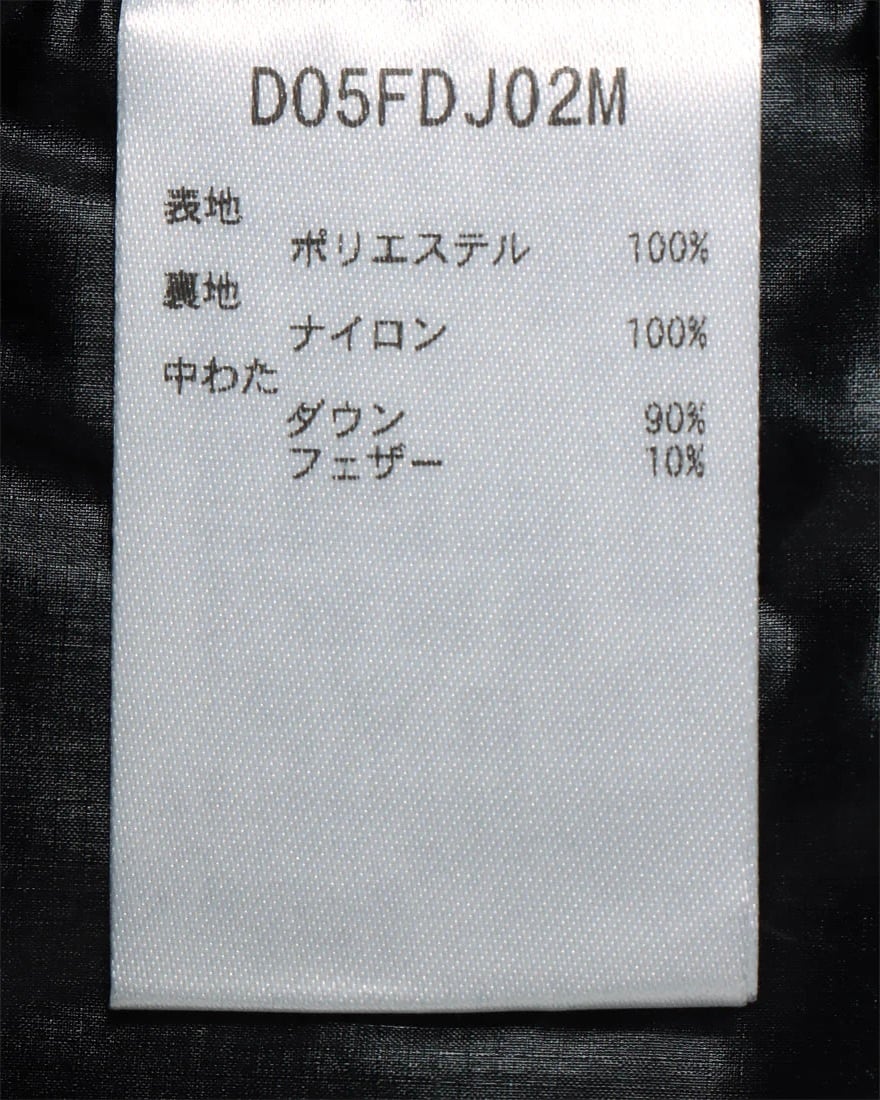 D05FDJ02M
表地
ポリエステル 100%
裏地
ナイロン 100%
中わた
ダウン 90%
フェザー 10%